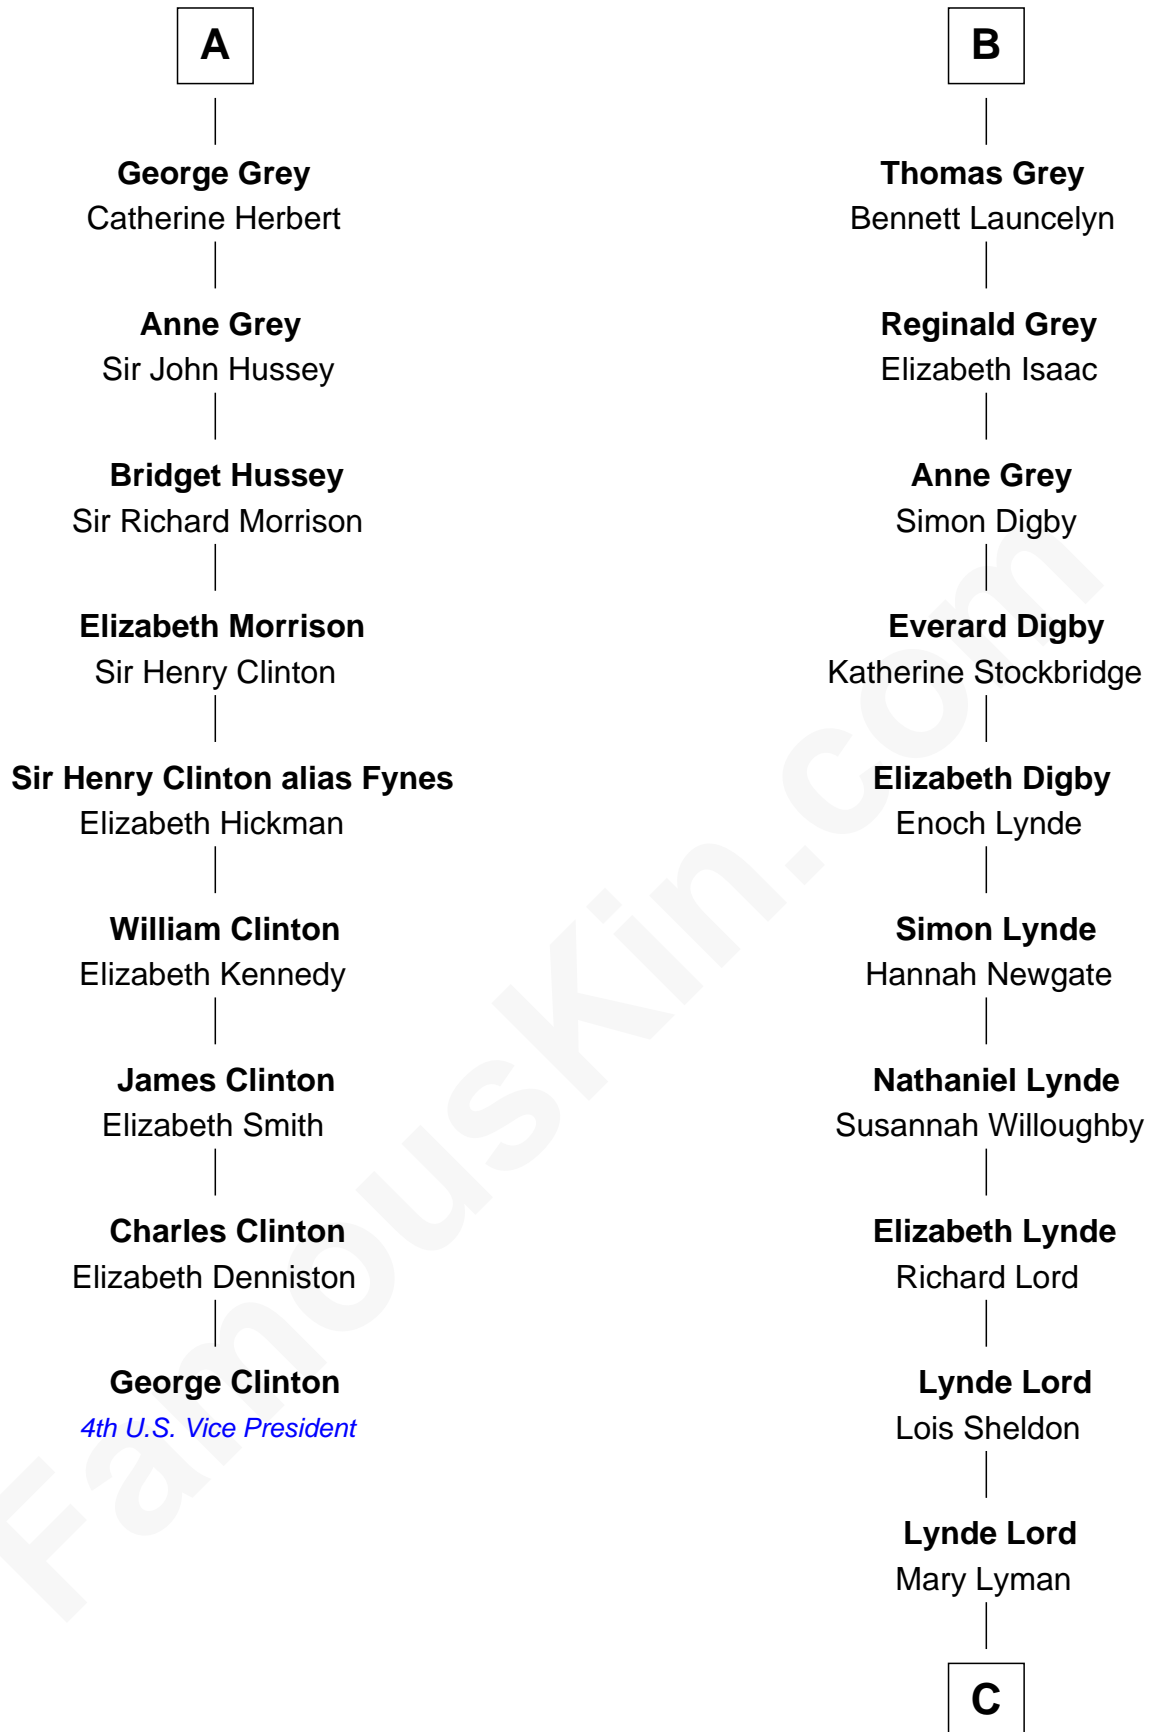 A
George Grey
Catherine Herbert
Anne Grey
Sir John Hussey
Bridget Hussey
Sir Richard Morrison
Elizabeth Morrison
Sir Henry Clinton
Sir Henry Clinton alias Fynes
Elizabeth Hickman
William Clinton
Elizabeth Kennedy
James Clinton
Elizabeth Smith
Charles Clinton
Elizabeth Denniston
George Clinton
4th U.S. Vice President
B
Thomas Grey
Bennett Launcelyn
Reginald Grey
Elizabeth Isaac
Anne Grey
Simon Digby
Everard Digby
Katherine Stockbridge
Elizabeth Digby
Enoch Lynde
Simon Lynde
Hannah Newgate
Nathaniel Lynde
Susannah Willoughby
Elizabeth Lynde
Richard Lord
Lynde Lord
Lois Sheldon
Lynde Lord
Mary Lyman
C
FamousKin.com